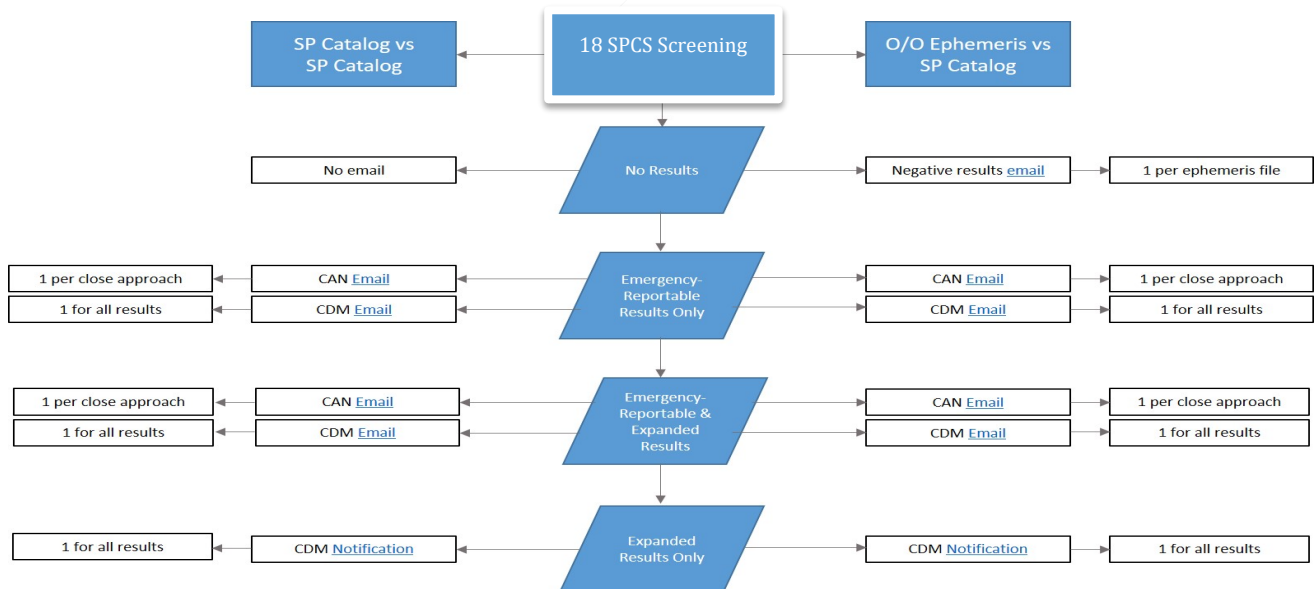 SP Catalog vs
SP Catalog
18 SPCS Screening
O/O Ephemeris vs
SP Catalog
No email
No Results
Negative results email
1 per ephemeris file
1 per close approach
CAN Email
Emergency-
Reportable
Results Only
CAN Email
1 per close approach
1 for all results
CDM Email
CDM Email
1 for all results
1 per close approach
CAN Email
Emergency-
Reportable &
Expanded
Results
CAN Email
1 per close approach
1 for all results
CDM Email
CDM Email
1 for all results
1 for all results
CDM Notification
Expanded
Results Only
CDM Notification
1 for all results